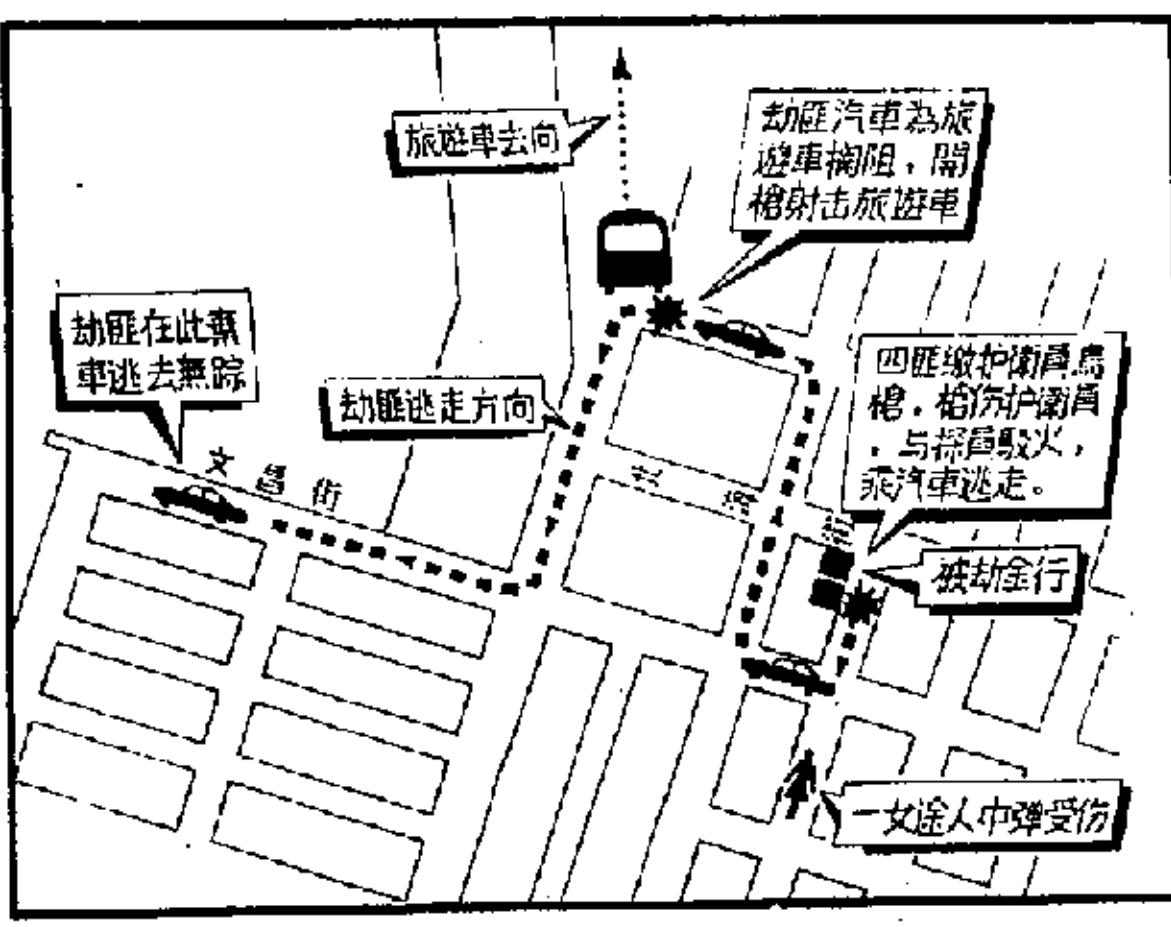 旅遊車去向
劫匪汽車為旅
遊車攔阻，開
槍射击旅遊車
劫匪在此棄
車逃去無踪
劫匪逃走方向
四匪缴护衛員鳥
槍，槍伤护衛員
，与探員駁火，
乘汽車逃走。
文昌街
被劫金行
一女途人中弹受伤